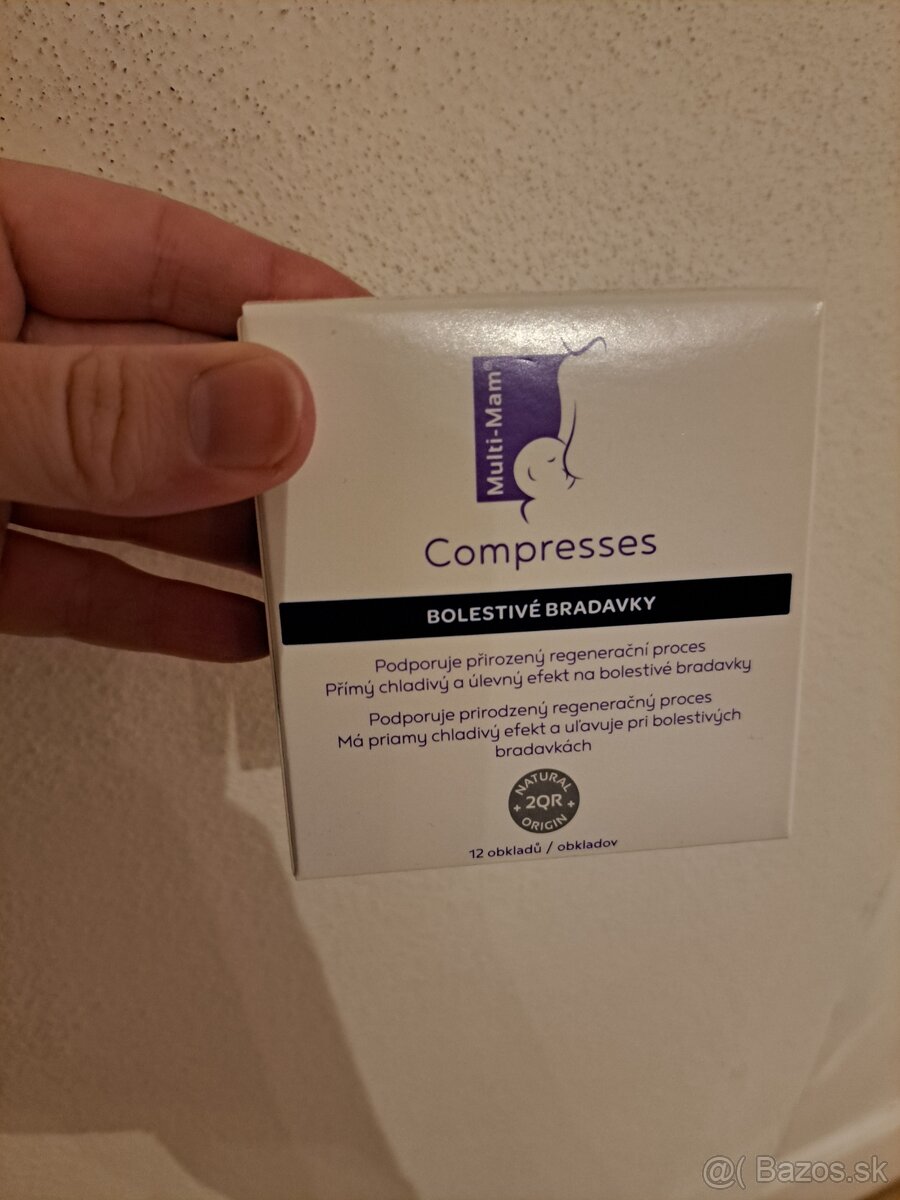 Multi-Mam®
Compresses
BOLESTIVÉ BRADAVKY
Podporuje přirozený regenerační proces
Přímý chladivý a úlevný efekt na bolestivé bradavky
Podporuje prirodzený regeneračný proces
Má priamy chladivý efekt a uľavuje pri bolestivých
bradavkách
NATURAL
+ 2QR +
ORIGIN
12 obkladů / obkladov
@( Bazos.sk